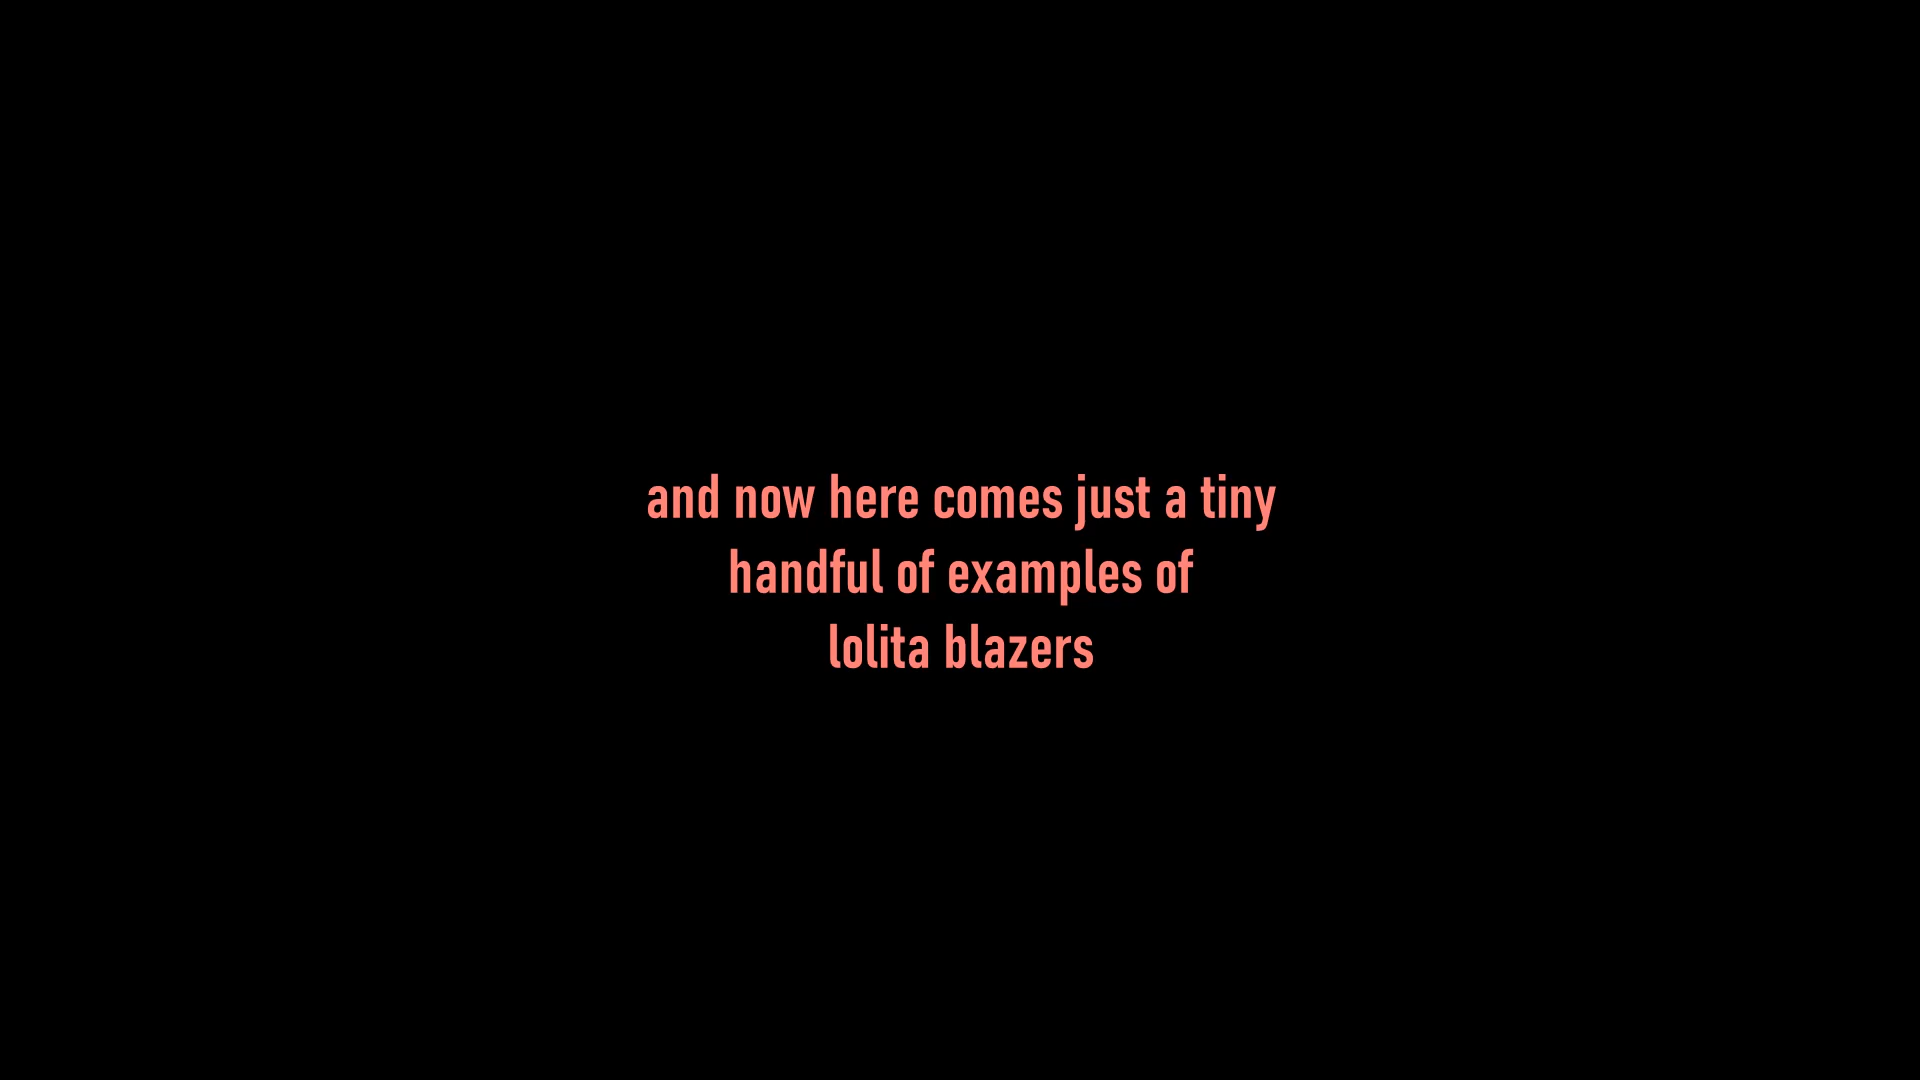 and now here comes just a tiny
handful of examples of
lolita blazers